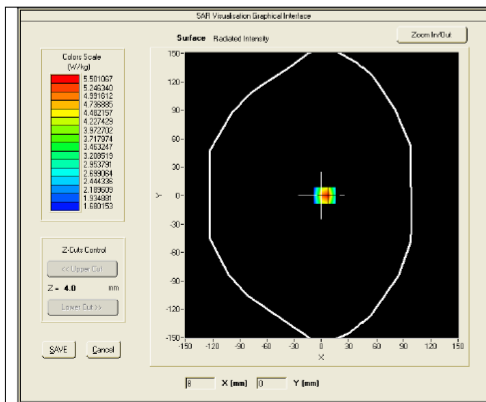 SAR Visualisation Graphical Interface
Surface Radiated Intensity
Zoom In/Out
Colors Scale
(W/kg)
5.501067
5.246340
4.991612
4.736885
4.482157
4.227429
3.972702
3.717974
3.463247
3.208519
2.953791
2.699064
2.444336
2.189609
1.934881
1.680153
Z-Cuts Control
<< Upper Cut
Z = 4.0 mm
Lower Cut >>
SAVE Cancel
150
120
90
60
30
Y 0
-30
-60
-90
-120
-150
-150 -120 -90 -60 -30 0 30 60 90 120 150
X
8 X (mm) 0 Y (mm)